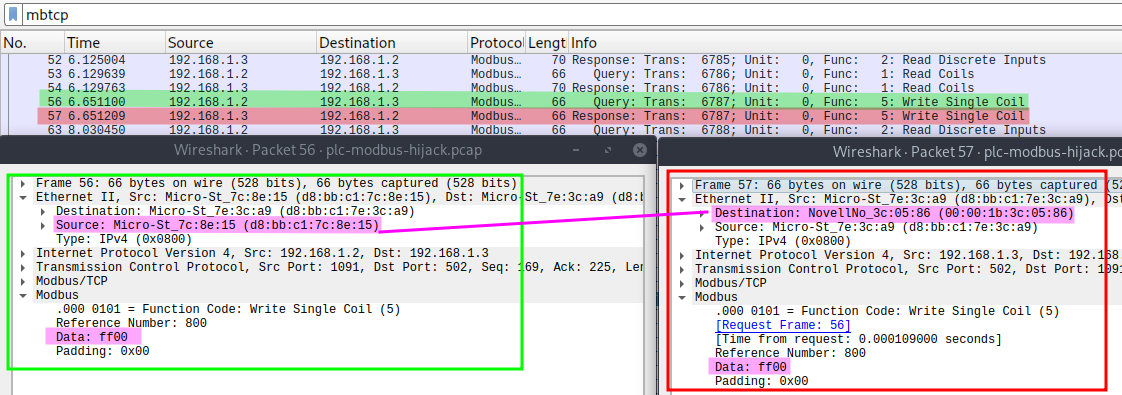 mbtcp
No. Time Source Destination Protocol Lengt Info
52 6.125004 192.168.1.3 192.168.1.2 Modbus… 70 Response: Trans: 6785; Unit: 0, Func: 2: Read Discrete Inputs
53 6.129639 192.168.1.2 192.168.1.3 Modbus… 66 Query: Trans: 6786; Unit: 0, Func: 1: Read Coils
54 6.129763 192.168.1.3 192.168.1.2 Modbus… 70 Response: Trans: 6786; Unit: 0, Func: 1: Read Coils
56 6.651100 192.168.1.2 192.168.1.3 Modbus… 66 Query: Trans: 6787; Unit: 0, Func: 5: Write Single Coil
57 6.651209 192.168.1.3 192.168.1.2 Modbus… 66 Response: Trans: 6787; Unit: 0, Func: 5: Write Single Coil
63 8.030450 192.168.1.2 192.168.1.3 Modbus… 66 Query: Trans: 6788; Unit: 0, Func: 2: Read Discrete Inputs
Wireshark · Packet 56 · plc-modbus-hijack.pcap
Frame 56: 66 bytes on wire (528 bits), 66 bytes captured (528 bits)
Ethernet II, Src: Micro-St_7c:8e:15 (d8:bb:c1:7c:8e:15), Dst: Micro-St_7e:3c:a9 (d8:b
Destination: Micro-St_7e:3c:a9 (d8:bb:c1:7e:3c:a9)
Source: Micro-St_7c:8e:15 (d8:bb:c1:7c:8e:15)
Type: IPv4 (0x0800)
Internet Protocol Version 4, Src: 192.168.1.2, Dst: 192.168.1.3
Transmission Control Protocol, Src Port: 1091, Dst Port: 502, Seq: 169, Ack: 225, Len
Modbus/TCP
Modbus
.000 0101 = Function Code: Write Single Coil (5)
Reference Number: 800
Data: ff00
Padding: 0x00
Wireshark · Packet 57 · plc-modbus-hijack.pc
Frame 57: 66 bytes on wire (528 bits), 66 bytes captured (52
Ethernet II, Src: Micro-St_7e:3c:a9 (d8:bb:c1:7e:3c:a9), Dst
Destination: NovellNo_3c:05:86 (00:00:1b:3c:05:86)
Source: Micro-St_7e:3c:a9 (d8:bb:c1:7e:3c:a9)
Type: IPv4 (0x0800)
Internet Protocol Version 4, Src: 192.168.1.3, Dst: 192.168.
Transmission Control Protocol, Src Port: 502, Dst Port: 1091
Modbus/TCP
Modbus
.000 0101 = Function Code: Write Single Coil (5)
[Request Frame: 56]
[Time from request: 0.000109000 seconds]
Reference Number: 800
Data: ff00
Padding: 0x00